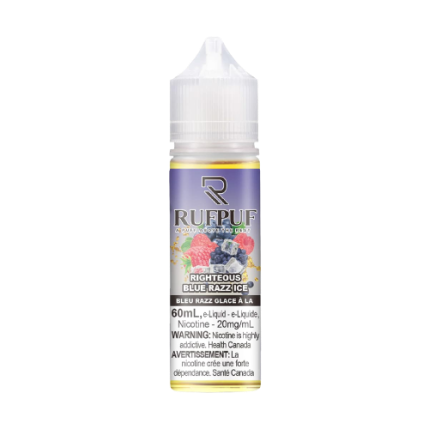 RUFPUF
RIGHTEOUS
BLUE RAZZ ICE
BLEU RAZZ GLACE À LA
60mL, e-Liquid - e-Liquide,
Nicotine - 20mg/mL
WARNING: Nicotine is highly
addictive. Heath Canada
AVERTISSEMENT: La
nicotine crée une forte
dépendance. Santé Canada